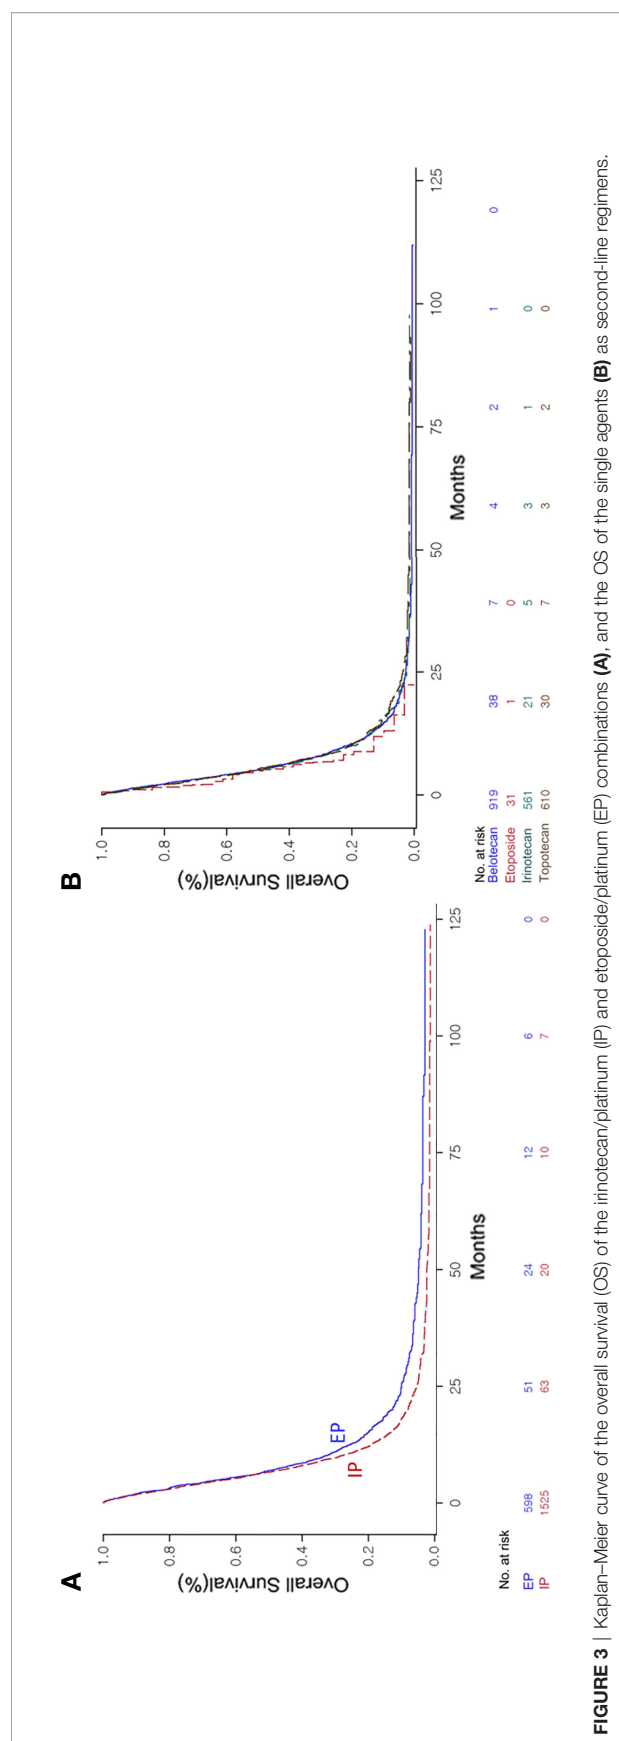 A
Overall Survival(%)
1.0
0.8
0.6
0.4
0.2
0.0
EP
IP
0 25 50 75 100 125
Months
No. at risk
EP 598 51 24 12 6 0
IP 1525 63 20 10 7 0
B
Overall Survival(%)
1.0
0.8
0.6
0.4
0.2
0.0
0 25 50 75 100 125
Months
No. at risk
Belotecan 919 38 7 4 2 1 0
Etoposide 31 1 0
Irinotecan 561 21 5 3 1 0
Topotecan 610 30 7 3 2 0
FIGURE 3 | Kaplan–Meier curve of the overall survival (OS) of the irinotecan/platinum (IP) and etoposide/platinum (EP) combinations (A), and the OS of the single agents (B) as second-line regimens.